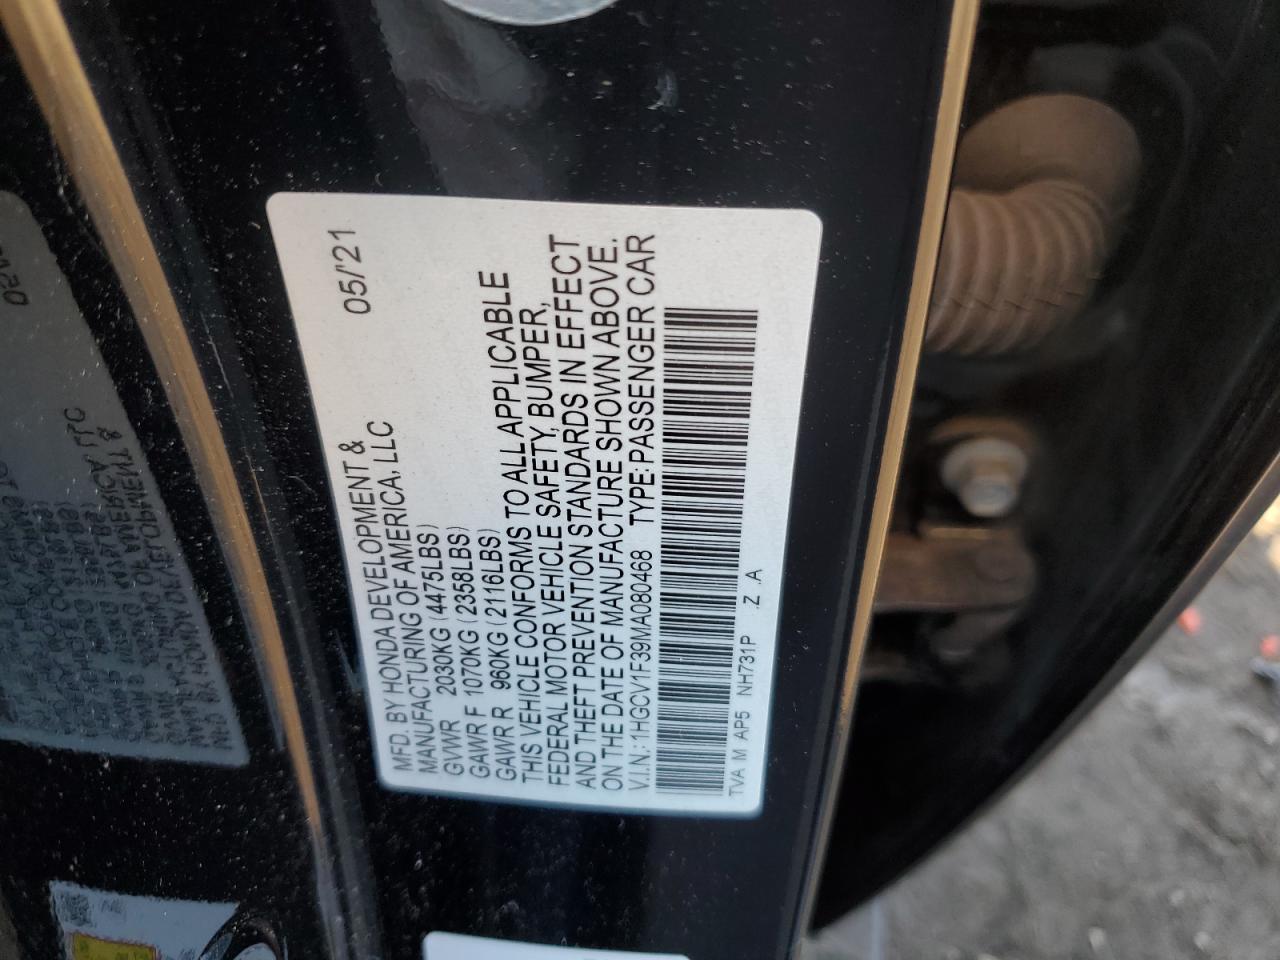 MFD. BY HONDA DEVELOPMENT &
MANUFACTURING OF AMERICA, LLC 05/'21
GVWR 2030KG (4475LBS)
GAWR F 1070KG (2358LBS)
GAWR R 960KG (2116LBS)
THIS VEHICLE CONFORMS TO ALL APPLICABLE
FEDERAL MOTOR VEHICLE SAFETY, BUMPER,
AND THEFT PREVENTION STANDARDS IN EFFECT
ON THE DATE OF MANUFACTURE SHOWN ABOVE.
V.I.N.: 1HGCV1F39MA080468 TYPE: PASSENGER CAR
TVA M AP5 NH731P .Z .A